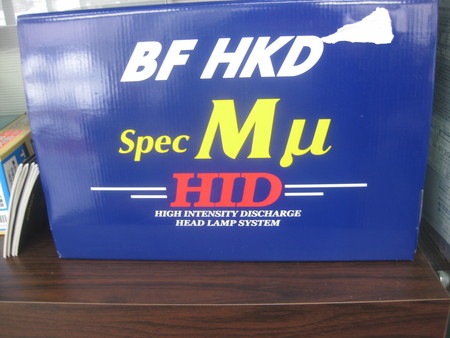 BF HKD
Spec Mμ
HID
HIGH INTENSITY DISCHARGE
HEAD LAMP SYSTEM